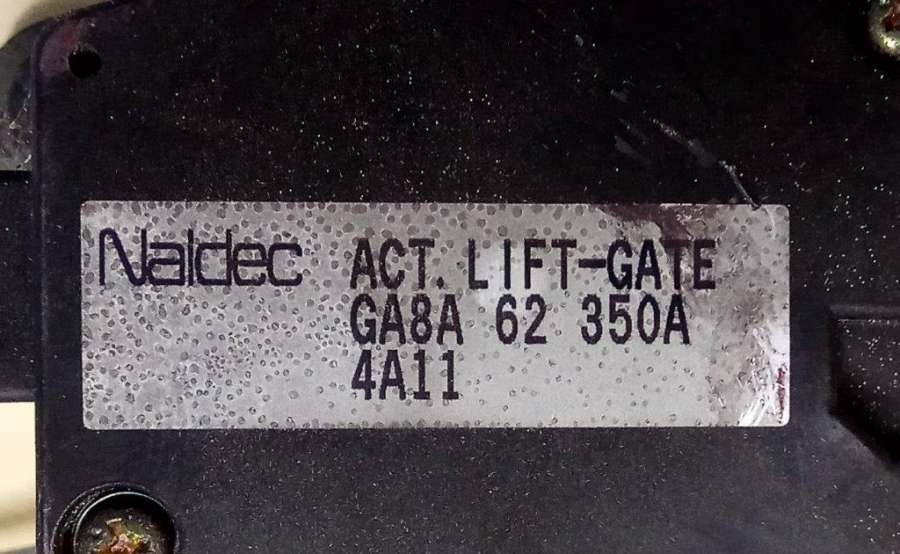 Naldec ACT. LIFT-GATE
GA8A 62 350A
4A11